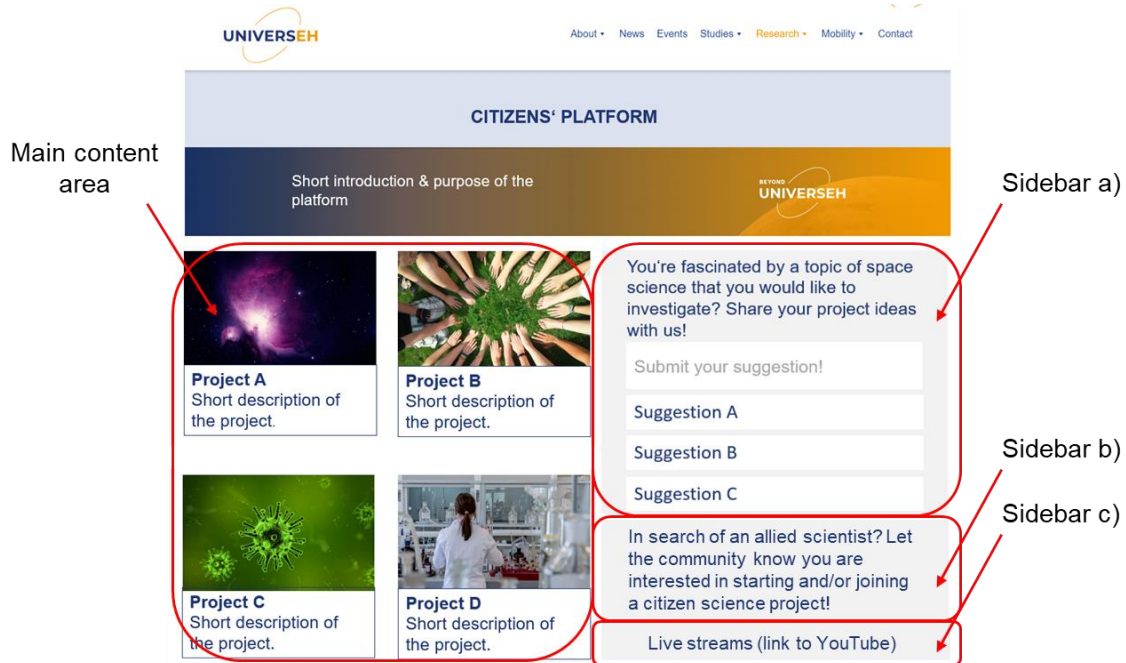 UNIVERSEH
About News Events Studies Research Mobility Contact
CITIZENS‘ PLATFORM
Main content
area
Short introduction & purpose of the
platform
BEYOND
UNIVERSEH
Sidebar a)
You're fascinated by a topic of space
science that you would like to
investigate? Share your project ideas
with us!
Submit your suggestion!
Suggestion A
Suggestion B
Suggestion C
Project A
Short description of
the project.
Project B
Short description of
the project.
Sidebar b)
Sidebar c)
In search of an allied scientist? Let
the community know you are
interested in starting and/or joining
a citizen science project!
Project C
Short description of
the project.
Project D
Short description of
the project.
Live streams (link to YouTube)